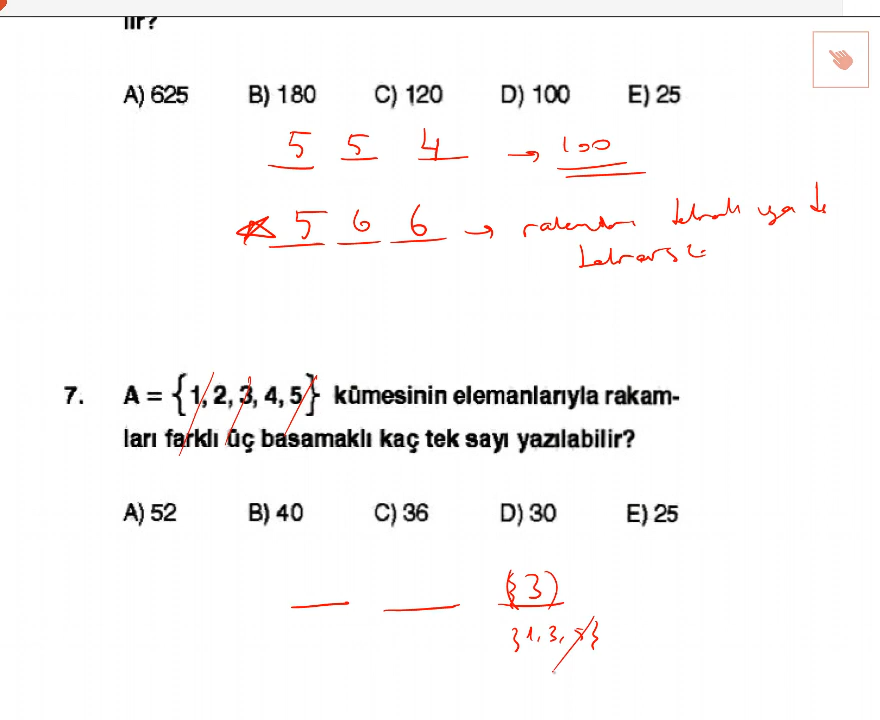 lir?
A) 625 B) 180 C) 120 D) 100 E) 25
5 5 4 → 100
5 6 6 →
7. A = {1, 2, 3, 4, 5} kümesinin elemanlarıyla rakam-
ları farklı üç basamaklı kaç tek sayı yazılabilir?
A) 52 B) 40 C) 36 D) 30 E) 25
3)
{1, 3, 5}